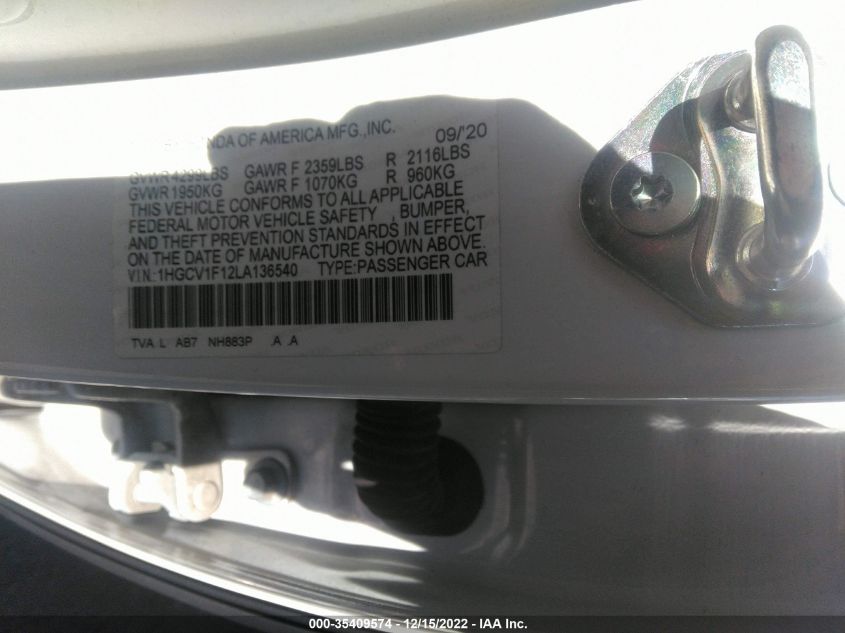 NDA OF AMERICA MFG.,INC. 09/'20
GVWR 4299LBS GAWR F 2359LBS R 2116LBS
GVWR 1950KG GAWR F 1070KG R 960KG
THIS VEHICLE CONFORMS TO ALL APPLICABLE
FEDERAL MOTOR VEHICLE SAFETY , BUMPER,
AND THEFT PREVENTION STANDARDS IN EFFECT
ON THE DATE OF MANUFACTURE SHOWN ABOVE.
V.I.N.: 1HGCV1F12LA136540 TYPE:PASSENGER CAR
TVA L AB7 NH883P .A .A
000-35409574 - 12/15/2022 - IAA Inc.